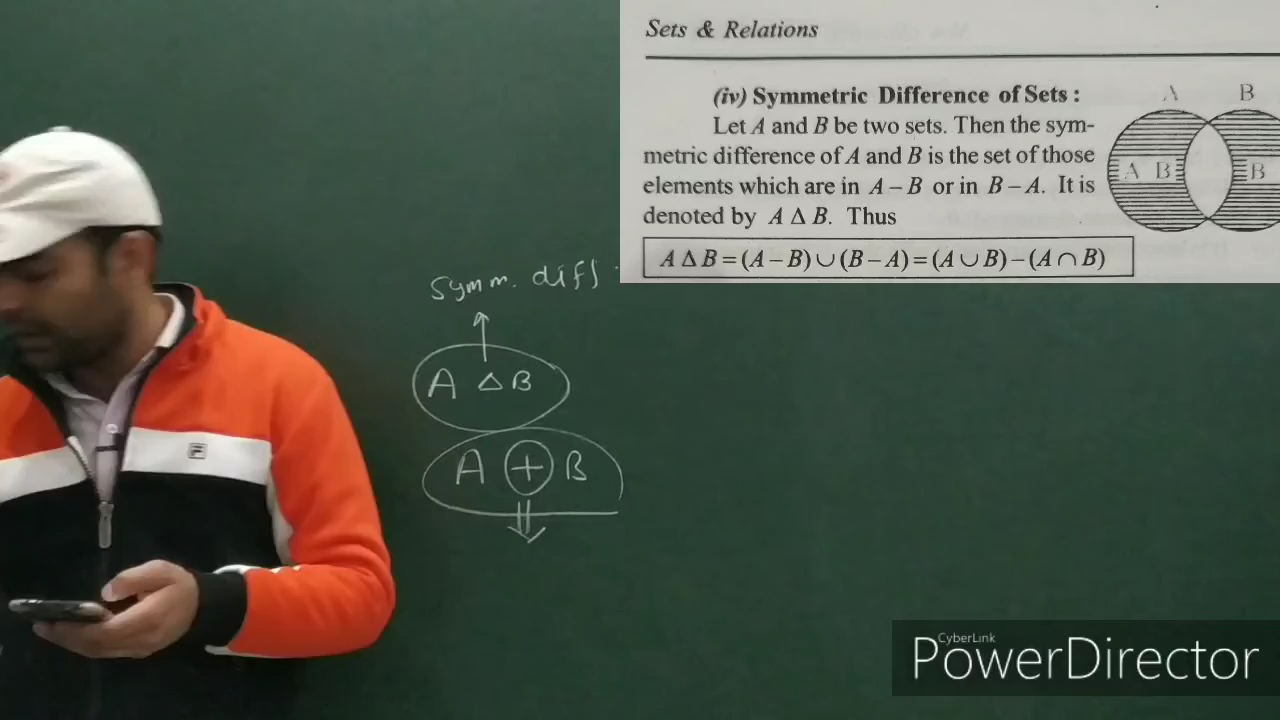 Sets & Relations
(iv) Symmetric Difference of Sets :
Let A and B be two sets. Then the sym-
metric difference of A and B is the set of those
elements which are in A – B or in B – A. It is
denoted by A Δ B. Thus
A Δ B = (A – B) ∪ (B – A) = (A ∪ B) – (A ∩ B)
A B
A B
B
Symm. diff
A Δ B
A ⊕ B
F
CyberLink
PowerDirector